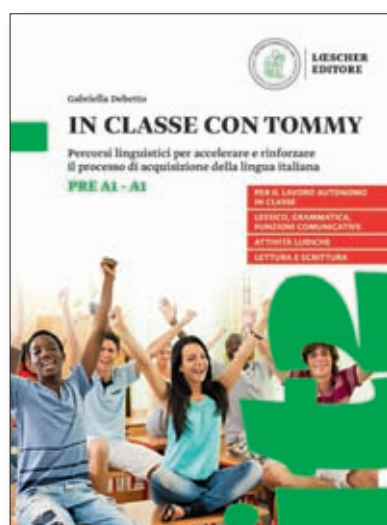 LŒSCHER
EDITORE
Gabriella Debetto
IN CLASSE CON TOMMY
Percorsi linguistici per accelerare e rinforzare
il processo di acquisizione della lingua italiana
PRE A1 - A1
PER IL LAVORO AUTONOMO
IN CLASSE
LESSICO, GRAMMATICA,
FUNZIONI COMUNICATIVE
ATTIVITÀ LUDICHE
LETTURA E SCRITTURA